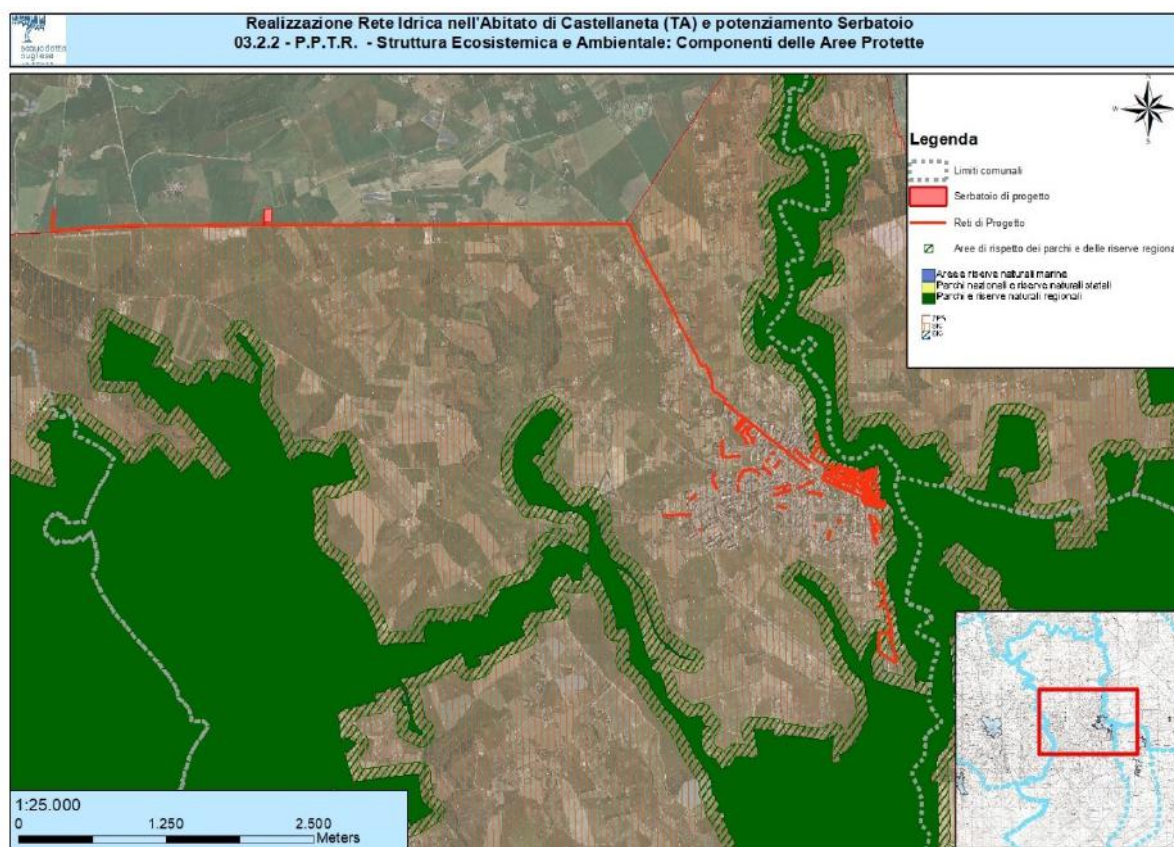 Realizzazione Rete Idrica nell'Abitato di Castellaneta (TA) e potenziamento Serbatoio
03.2.2 - P.P.T.R. - Struttura Ecosistemica e Ambientale: Componenti delle Aree Protette
acquedotto
pugliese
Legenda
Limiti comunali
Serbatoio di progetto
Reti di Progetto
Aree di rispetto dei parchi e delle riserve regiona
Aree e riserve naturali marine
Parchi nazionali e riserve naturali statali
Parchi e riserve naturali regionali
1:25.000
0 1.250 2.500
Meters